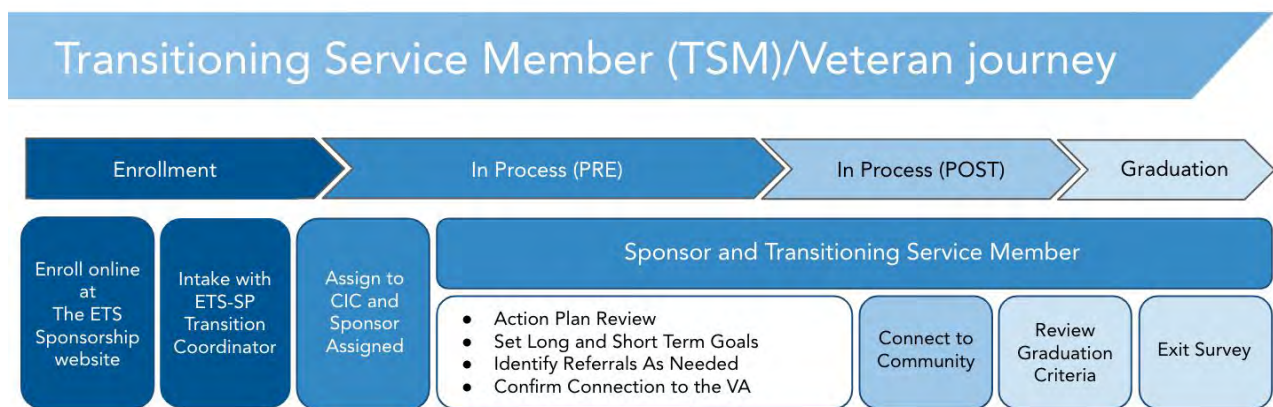 Transitioning Service Member (TSM)/Veteran journey
Enrollment
In Process (PRE)
In Process (POST)
Graduation
Enroll online
at
The ETS
Sponsorship
website
Intake with
ETS-SP
Transition
Coordinator
Assign to
CIC and
Sponsor
Assigned
Sponsor and Transitioning Service Member
● Action Plan Review
● Set Long and Short Term Goals
● Identify Referrals As Needed
● Confirm Connection to the VA
Connect to
Community
Review
Graduation
Criteria
Exit Survey